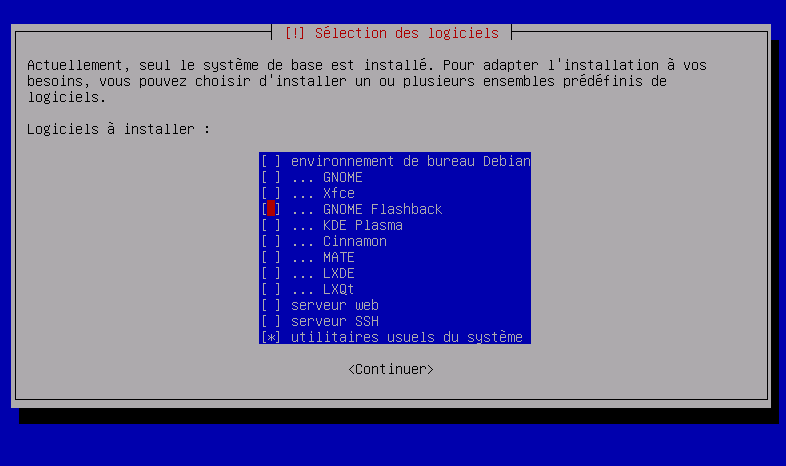 [!] Sélection des logiciels
Actuellement, seul le système de base est installé. Pour adapter l'installation à vos
besoins, vous pouvez choisir d'installer un ou plusieurs ensembles prédéfinis de
logiciels.
Logiciels à installer :
[ ] environnement de bureau Debian
[ ] ... GNOME
[ ] ... Xfce
[ ] ... GNOME Flashback
[ ] ... KDE Plasma
[ ] ... Cinnamon
[ ] ... MATE
[ ] ... LXDE
[ ] ... LXQt
[ ] serveur web
[ ] serveur SSH
[*] utilitaires usuels du système
<Continuer>